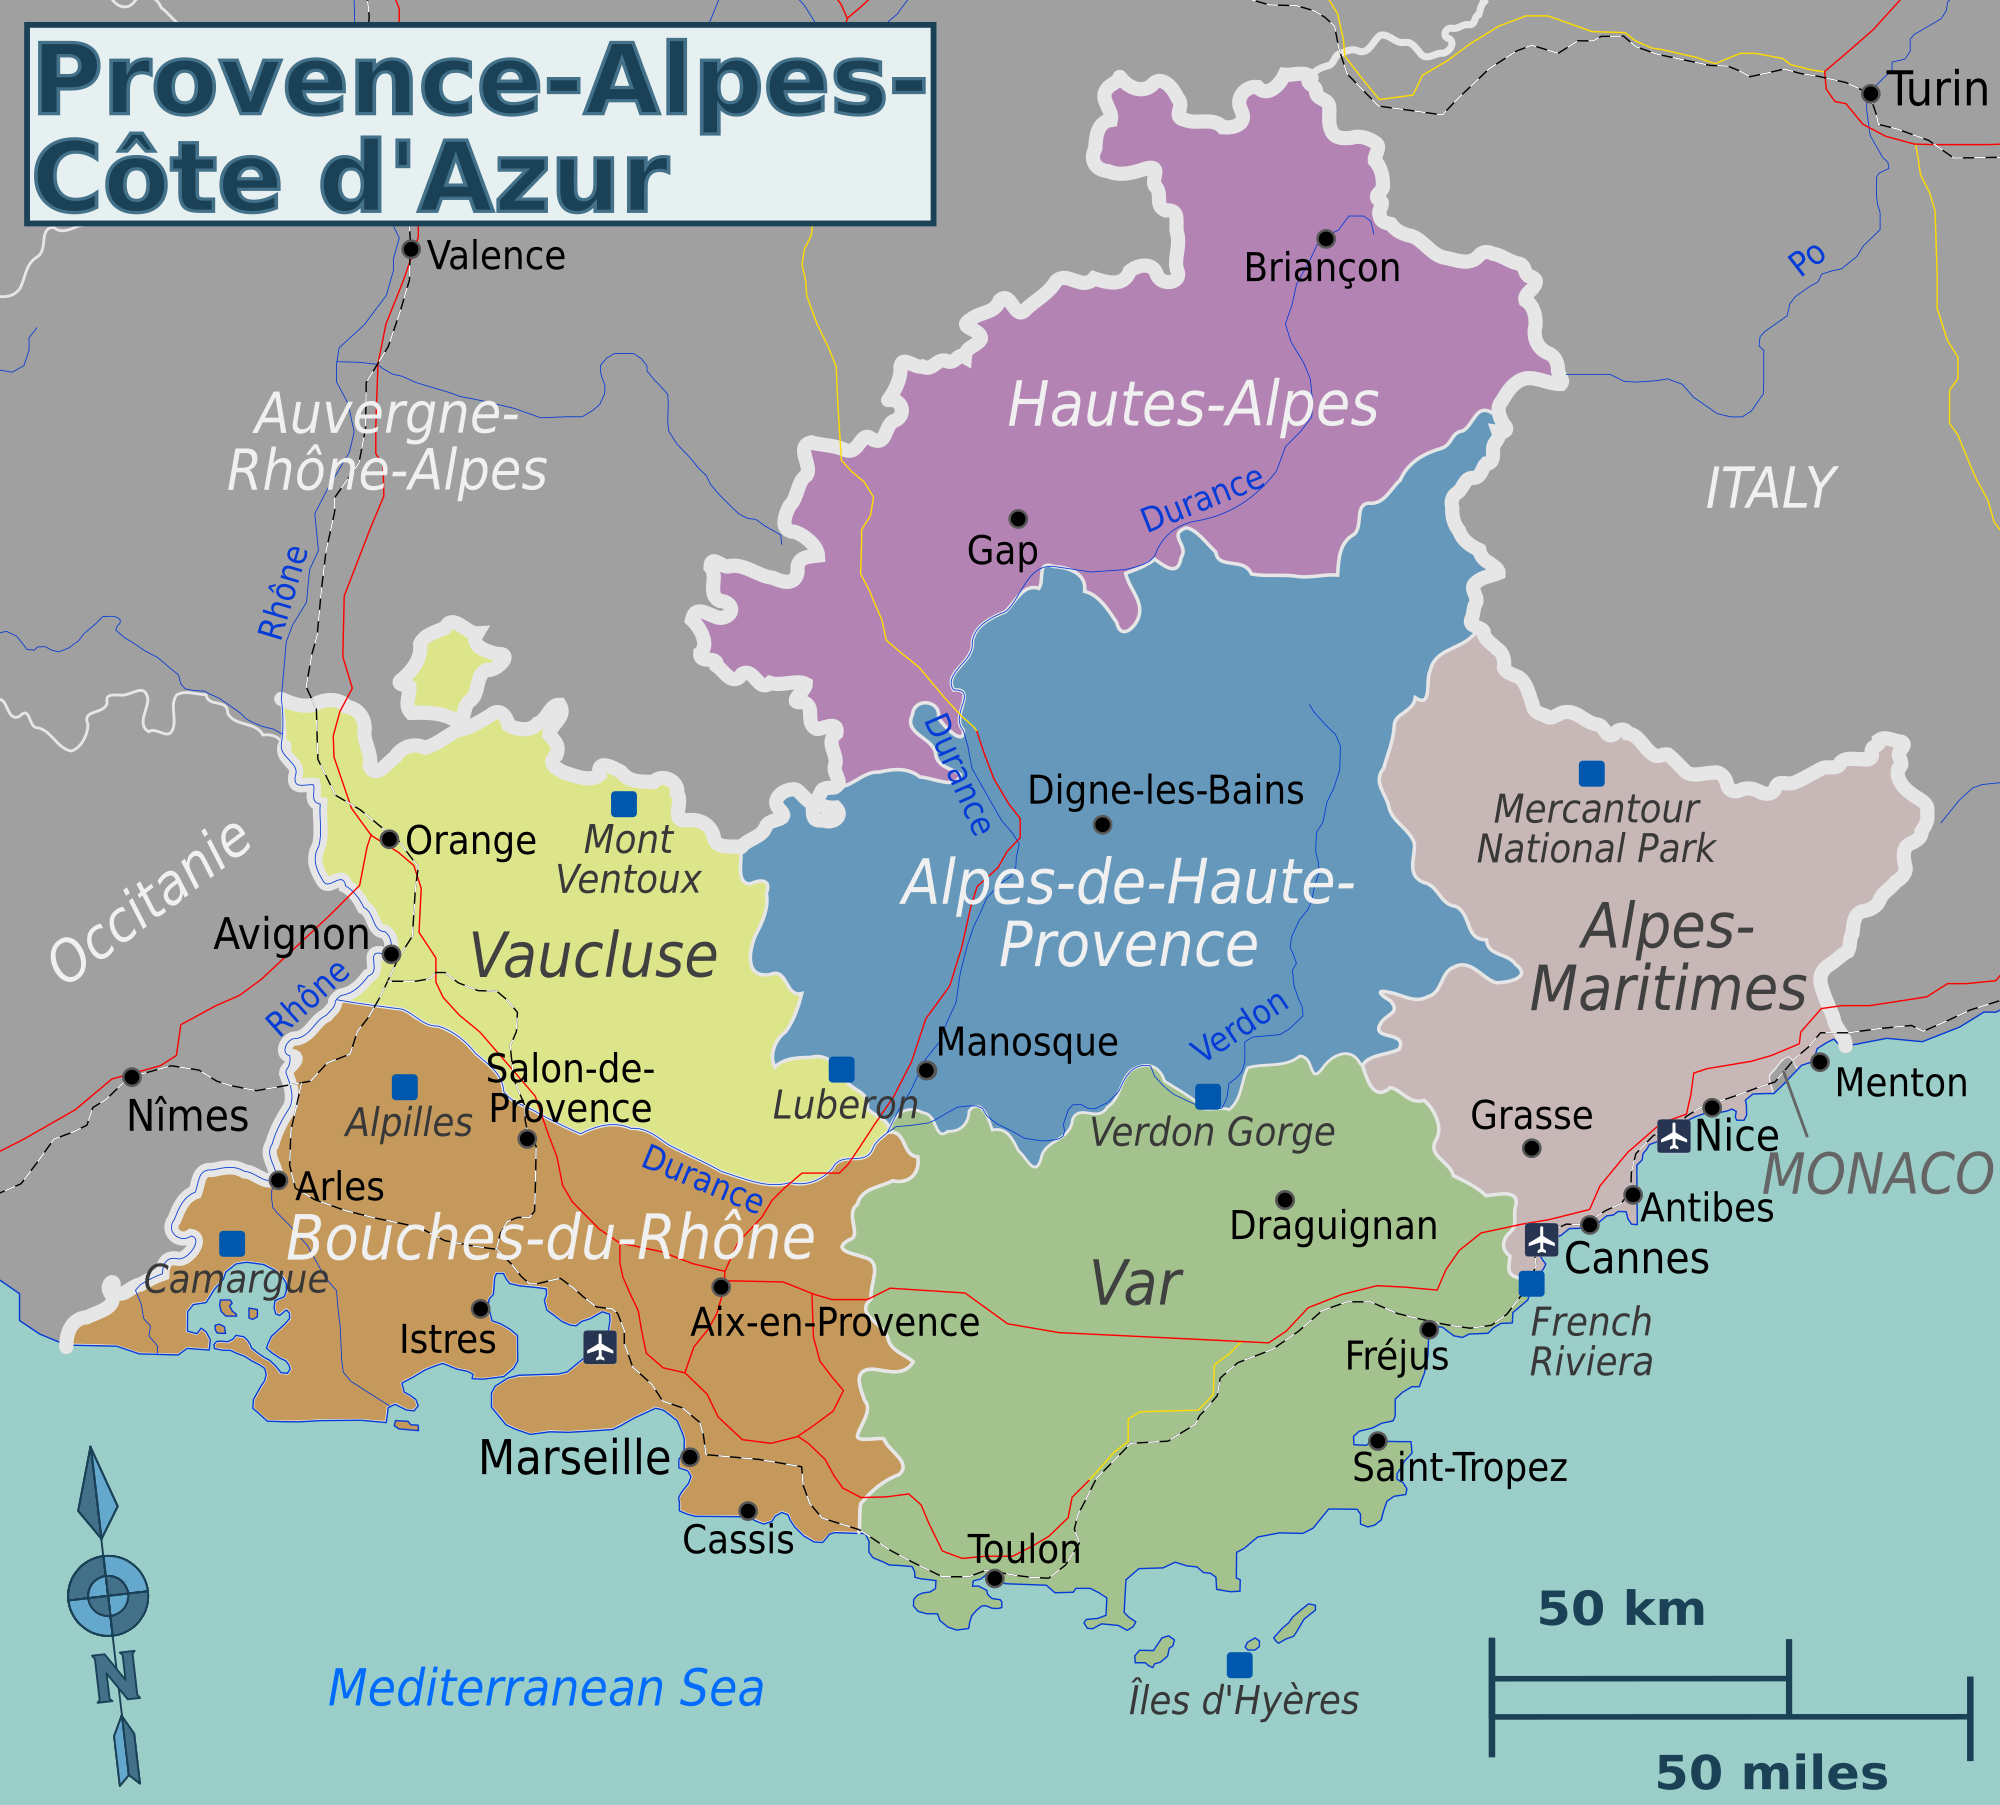 Provence-Alpes-
Côte d'Azur
Turin
Valence
Briançon
Po
Auvergne-
Rhône-Alpes
Hautes-Alpes
ITALY
Durance
Gap
Rhône
Durance
Digne-les-Bains
Mercantour
National Park
Orange
Mont
Ventoux
Occitanie
Alpes-de-Haute-
Provence
Avignon
Vaucluse
Alpes-
Maritimes
Rhône
Manosque
Verdon
Salon-de-
Provence
Nîmes
Alpilles
Luberon
Verdon Gorge
Grasse
Menton
Nice
MONACO
Durance
Arles
Antibes
Bouches-du-Rhône
Draguignan
Cannes
Camargue
Var
Istres
Aix-en-Provence
French
Riviera
Fréjus
Marseille
Saint-Tropez
Cassis
Toulon
N
Mediterranean Sea
Îles d'Hyères
50 km
50 miles